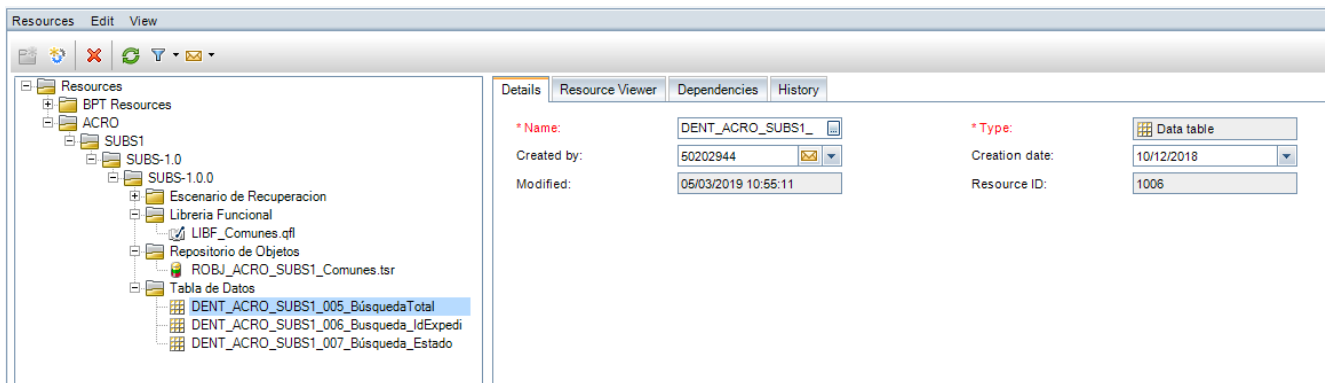 Resources Edit View
Resources
BPT Resources
ACRO
SUBS1
SUBS-1.0
SUBS-1.0.0
Escenario de Recuperacion
Libreria Funcional
LIBF_Comunes.qfl
Repositorio de Objetos
ROBJ_ACRO_SUBS1_Comunes.tsr
Tabla de Datos
DENT_ACRO_SUBS1_005_BúsquedaTotal
DENT_ACRO_SUBS1_006_Busqueda_IdExpedi
DENT_ACRO_SUBS1_007_Búsqueda_Estado
Details Resource Viewer Dependencies History
* Name: DENT_ACRO_SUBS1_ * Type: Data table
Created by: 50202944 Creation date: 10/12/2018
Modified: 05/03/2019 10:55:11 Resource ID: 1006